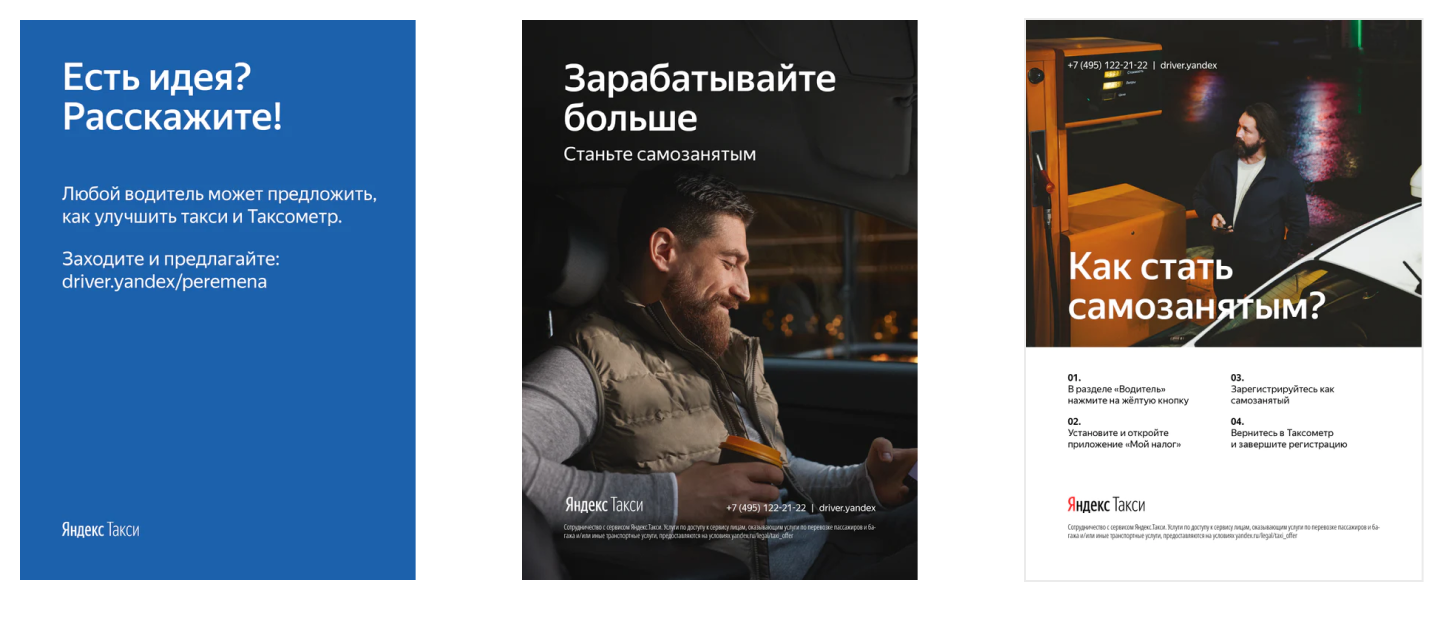 Есть идея?
Расскажите!
Любой водитель может предложить,
как улучшить такси и Таксометр.
Заходите и предлагайте:
driver.yandex/peremena
Яндекс Такси
Зарабатывайте
больше
Станьте самозанятым
Яндекс Такси
+7 (495) 122-21-22 | driver.yandex
Сотрудничество с сервисом Яндекс.Такси. Услуги по доступу к сервису лицам, оказывающим услуги по перевозке пассажиров и ба-
гажа и/или иные транспортные услуги, предоставляются на условиях yandex.ru/legal/taxi_offer
+7 (495) 122-21-22 | driver.yandex
Как стать
самозанятым?
01.
В разделе «Водитель»
нажмите на жёлтую кнопку
02.
Установите и откройте
приложение «Мой налог»
03.
Зарегистрируйтесь как
самозанятый
04.
Вернитесь в Таксометр
и завершите регистрацию
Яндекс Такси
Сотрудничество с сервисом Яндекс.Такси. Услуги по доступу к сервису лицам, оказывающим услуги по перевозке пассажиров и ба-
гажа и/или иные транспортные услуги, предоставляются на условиях yandex.ru/legal/taxi_offer